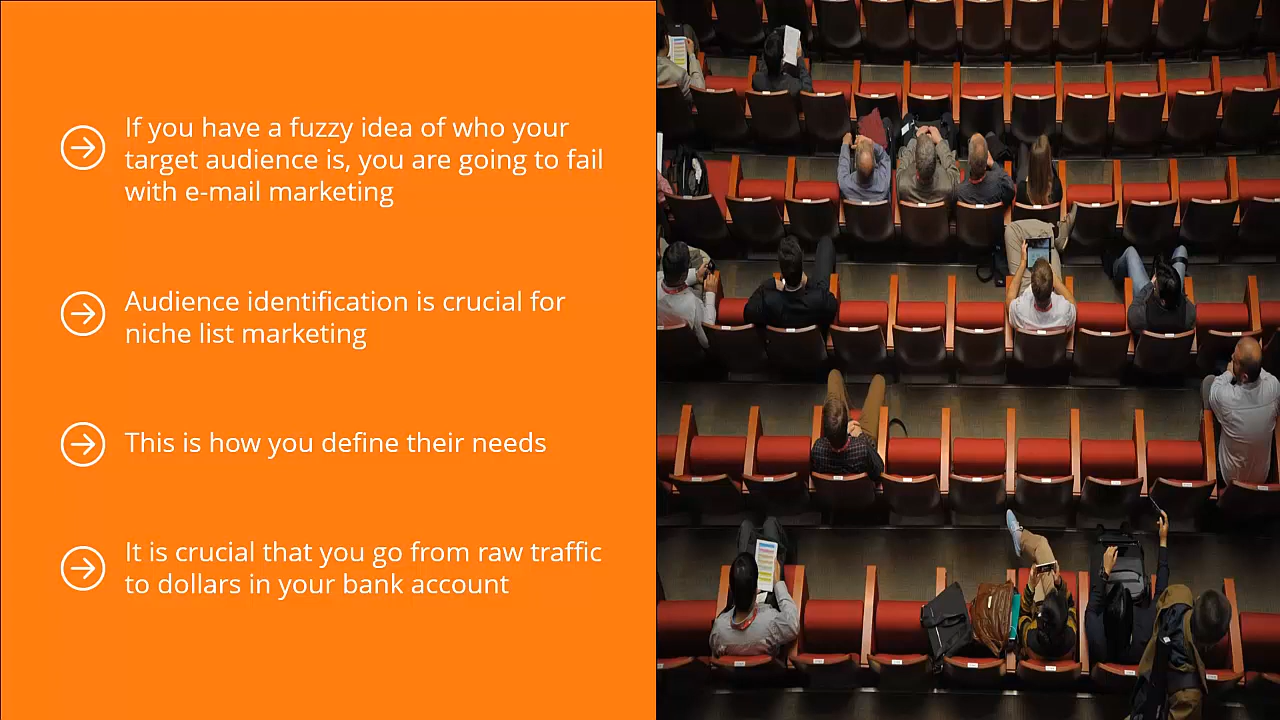 If you have a fuzzy idea of who your
target audience is, you are going to fail
with e-mail marketing
Audience identification is crucial for
niche list marketing
This is how you define their needs
It is crucial that you go from raw traffic
to dollars in your bank account